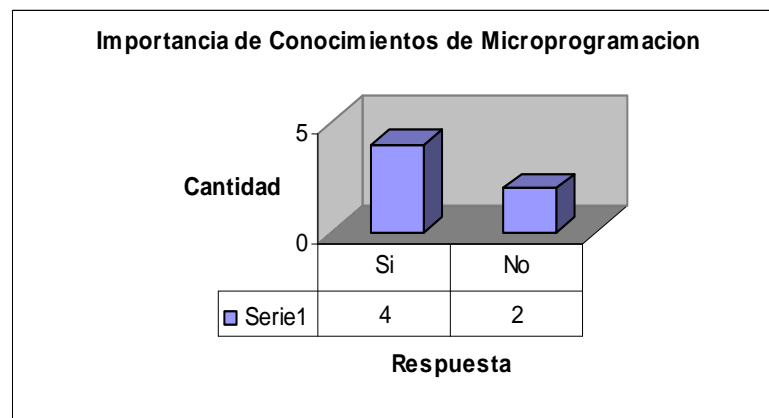 Importancia de Conocimientos de Microprogramacion
5
Cantidad
0
Si No
Serie1 4 2
Respuesta